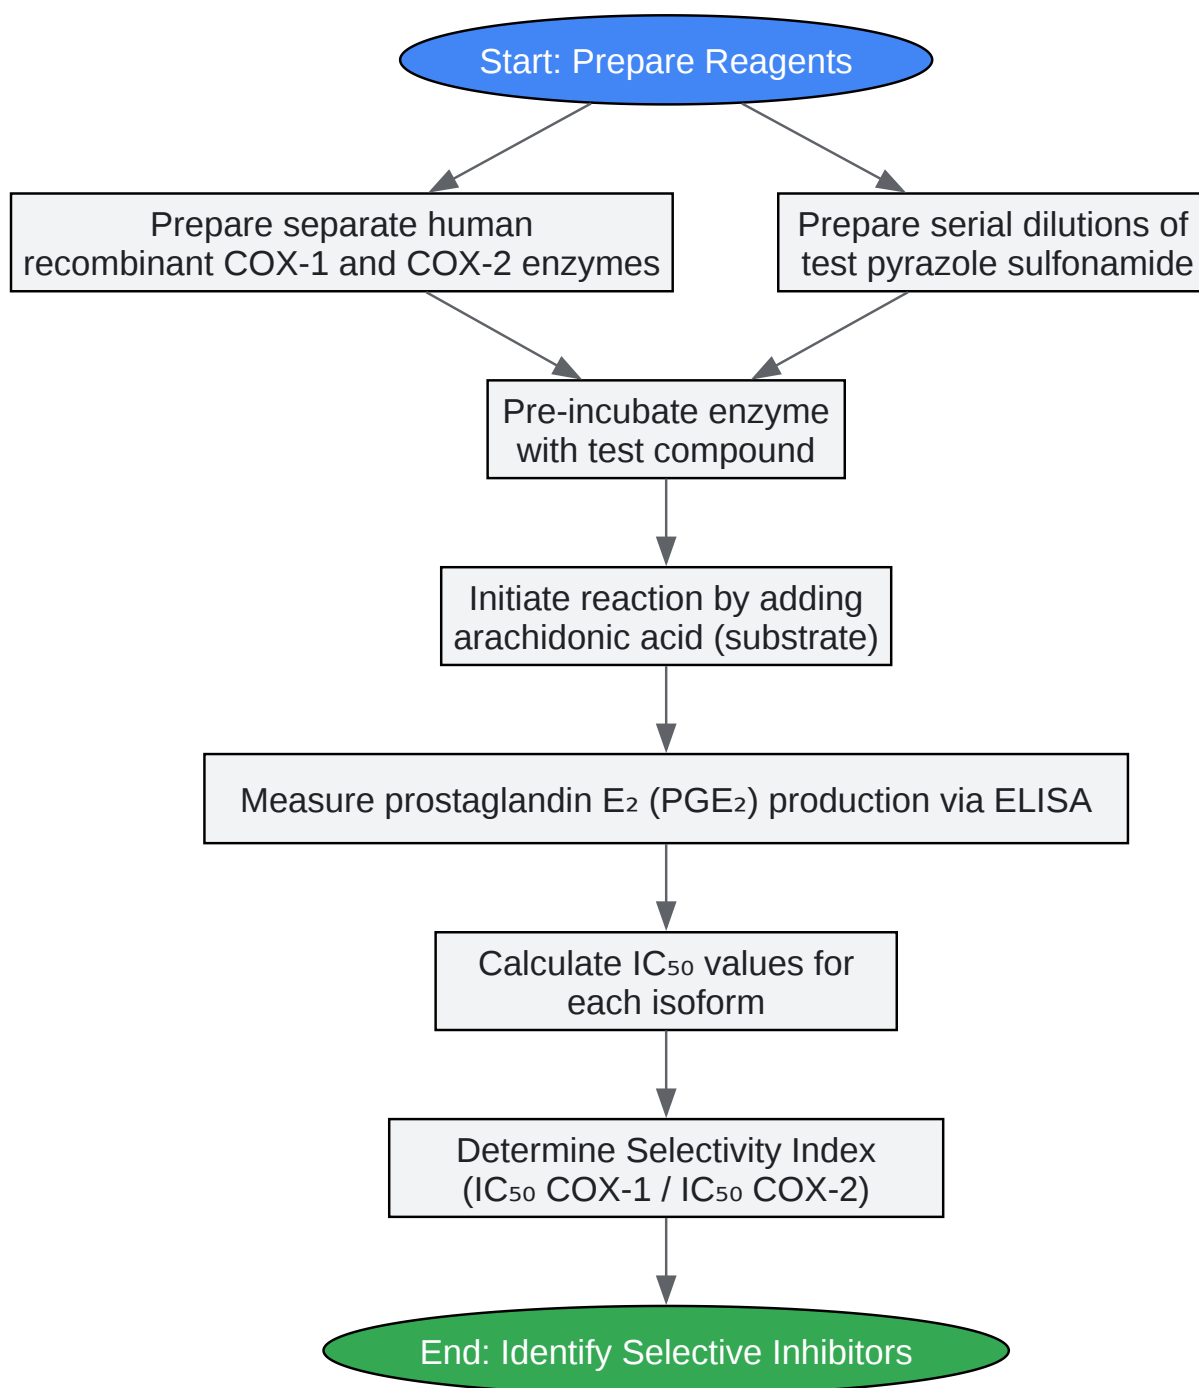 Start: Prepare Reagents
Prepare separate human
recombinant COX-1 and COX-2 enzymes
Prepare serial dilutions of
test pyrazole sulfonamide
Pre-incubate enzyme
with test compound
Initiate reaction by adding
arachidonic acid (substrate)
Measure prostaglandin E₂ (PGE₂) production via ELISA
Calculate IC₅₀ values for
each isoform
Determine Selectivity Index
(IC₅₀ COX-1 / IC₅₀ COX-2)
End: Identify Selective Inhibitors